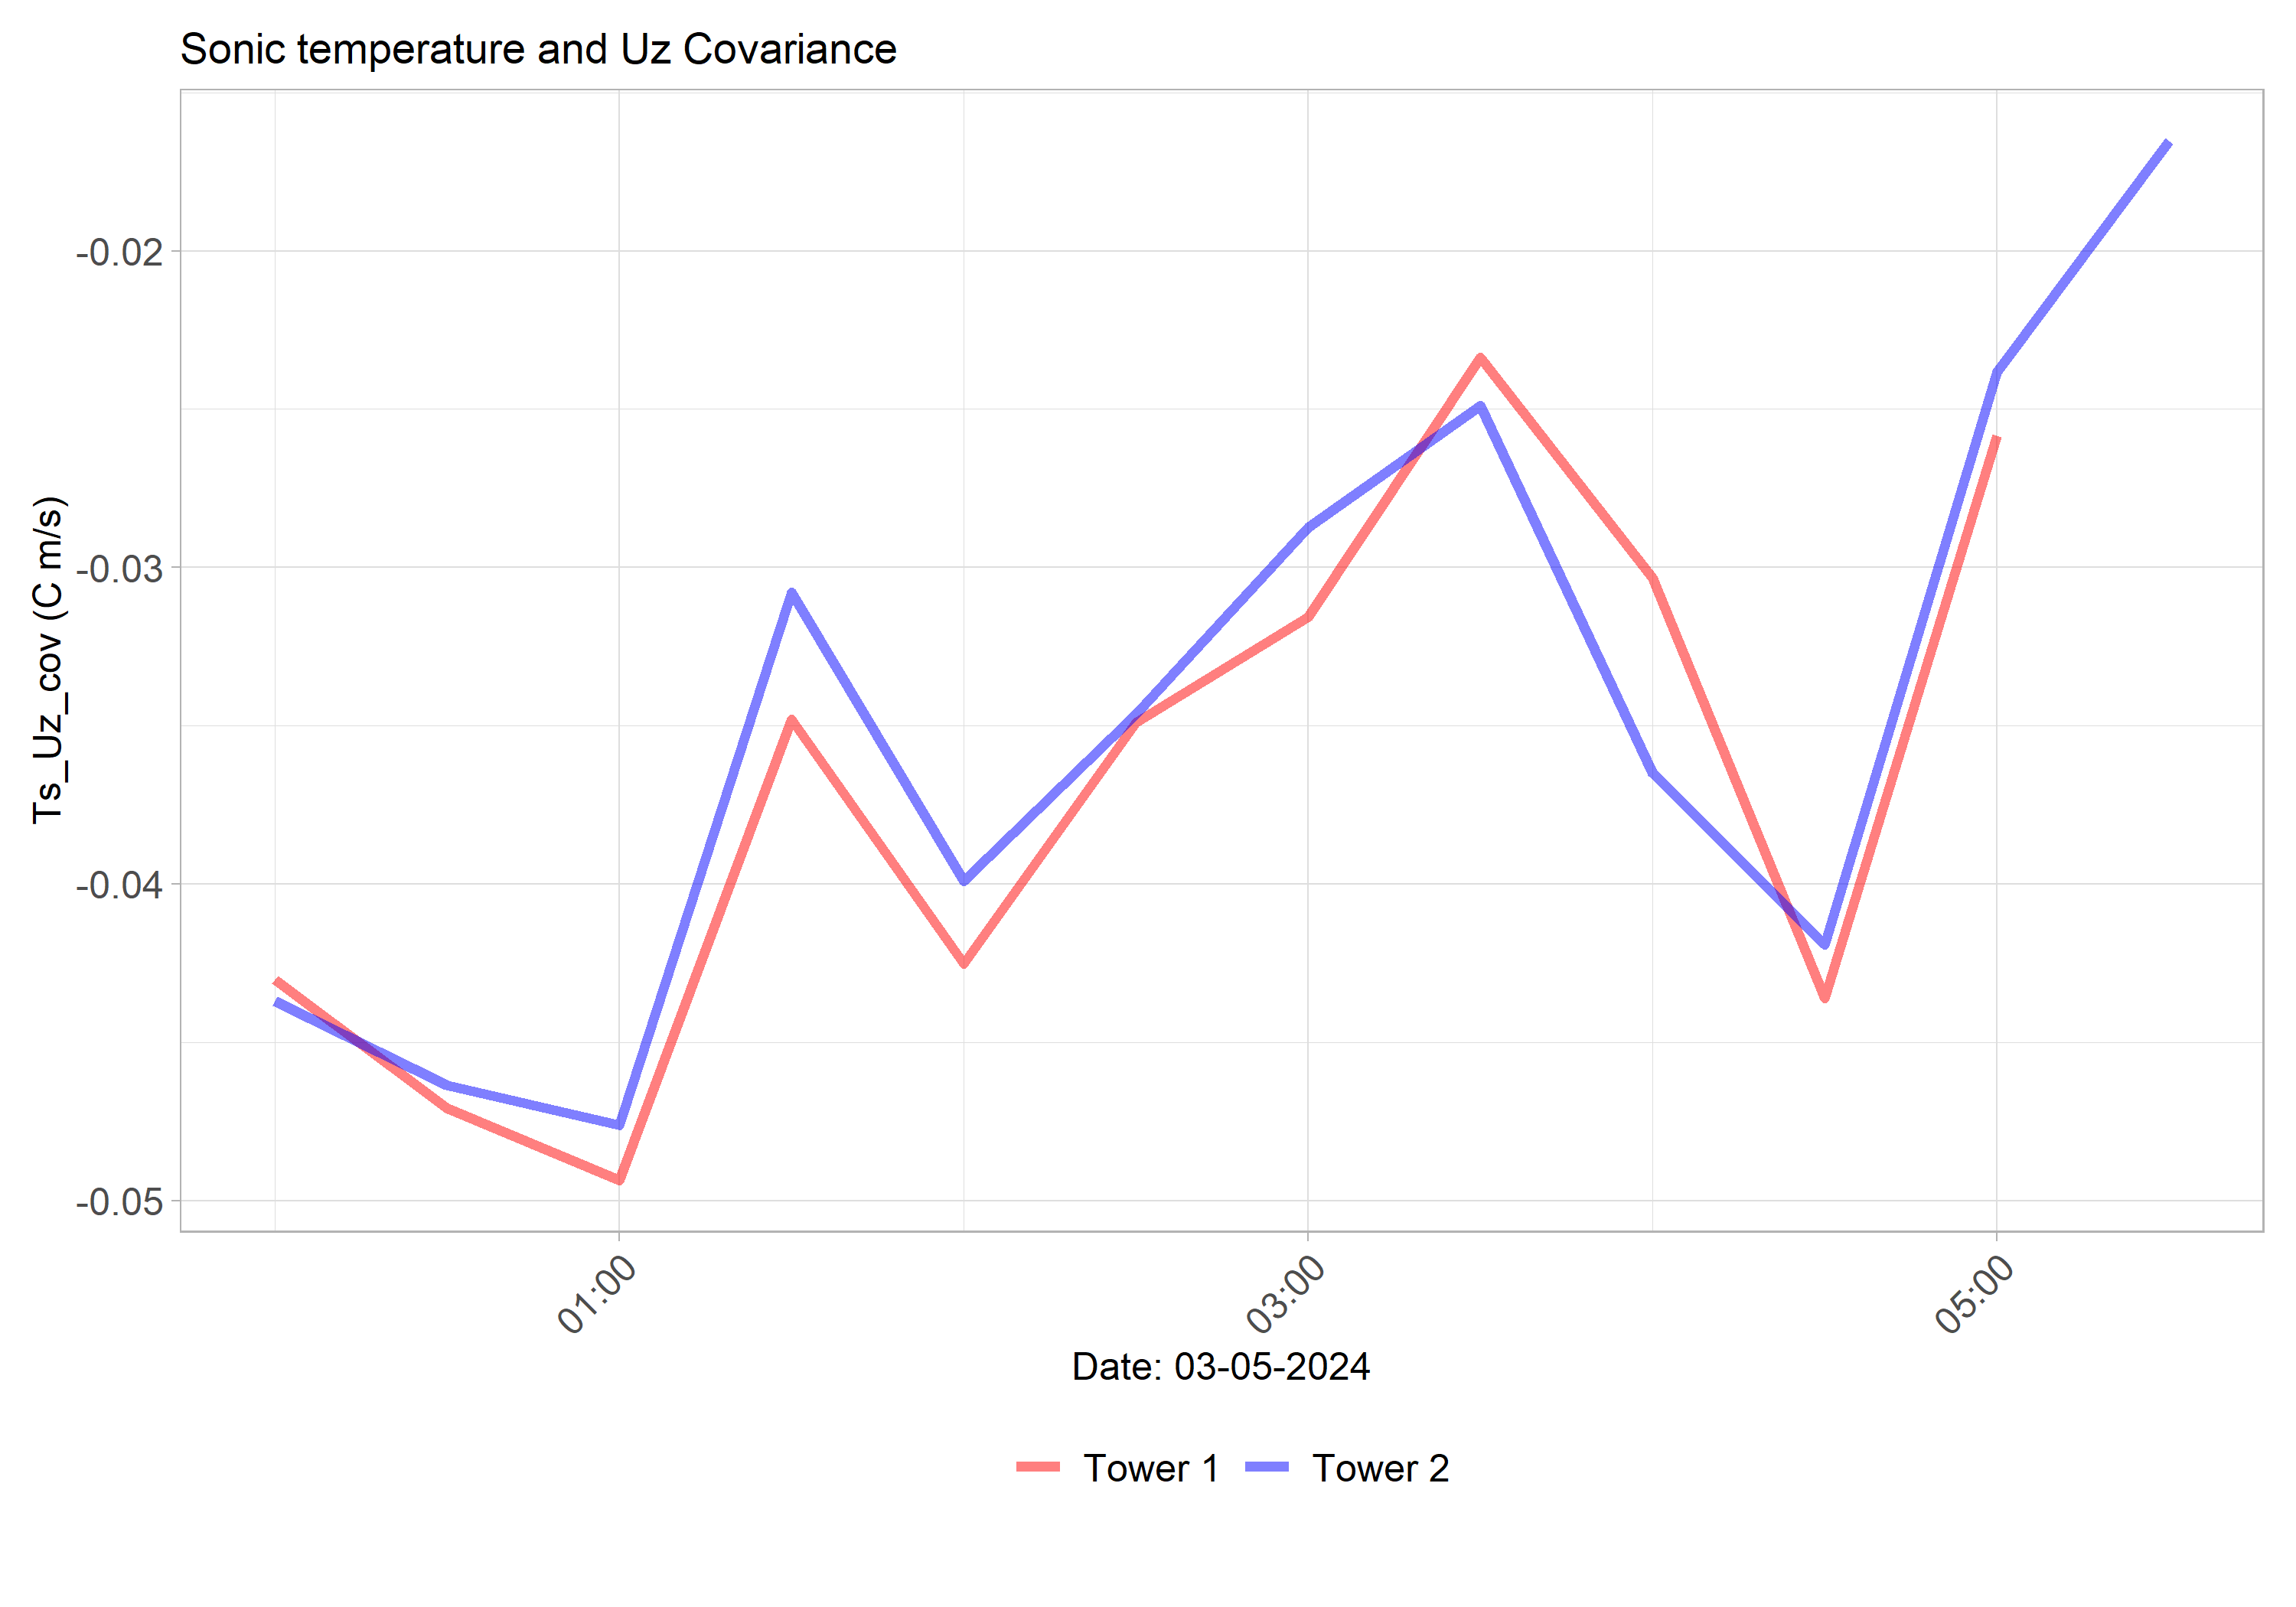 Sonic temperature and Uz Covariance
Ts_Uz_cov (C m/s)
-0.02
-0.03
-0.04
-0.05
01:00
03:00
05:00
Date: 03-05-2024
Tower 1
Tower 2